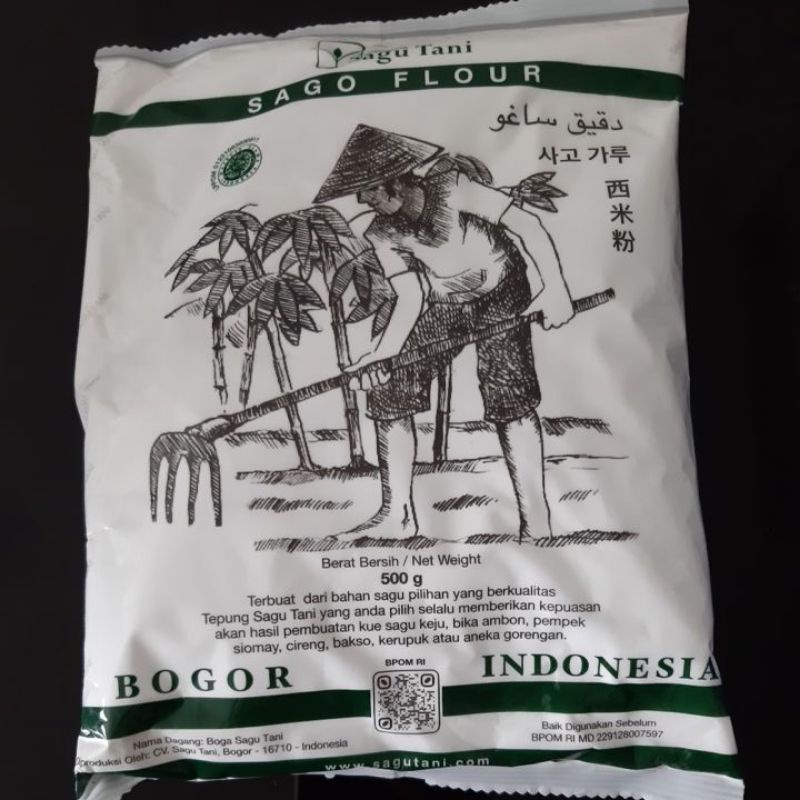 Sagu Tani
SAGO FLOUR
دقيق ساغو
사고 가루
西
米
粉
Berat Bersih / Net Weight
500 g
Terbuat dari bahan sagu pilihan yang berkualitas
Tepung Sagu Tani yang anda pilih selalu memberikan kepuasan
akan hasil pembuatan kue sagu keju, bika ambon, pempek
siomay, cireng, bakso, kerupuk atau aneka gorengan.
BPOM RI
BOGOR INDONESIA
Nama Dagang: Boga Sagu Tani
Diproduksi Oleh: CV. Sagu Tani, Bogor - 16710 - Indonesia
Baik Digunakan Sebelum
BPOM RI MD 229128007597
www.sagutani.com